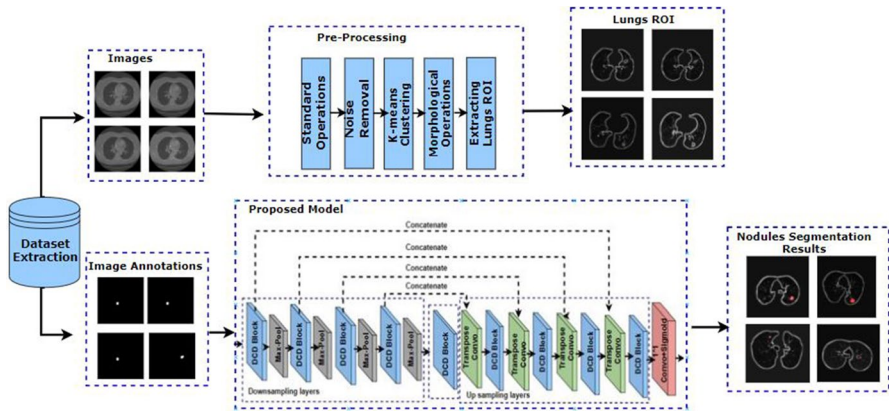 Images
Pre-Processing
Standard
Operations
Noise
Removal
K-means
Clustering
Morphological
Operations
Extracting
Lungs ROI
Lungs ROI
Dataset
Extraction
Image Annotations
Proposed Model
Concatenate
Concatenate
Concatenate
Concatenate
DCD Block
Max-Pool
DCD Block
Max-Pool
DCD Block
Max-Pool
DCD Block
Max-Pool
DCD Block
Transpose
Convo.
DCD Block
Transpose
Convo
DCD Block
Transpose
Convo.
DCD Block
Transpose
Convo.
DCD Block
1*1
Convo+Sigmoid
Downsampling layers
Up sampling layers
Nodules Segmentation
Results